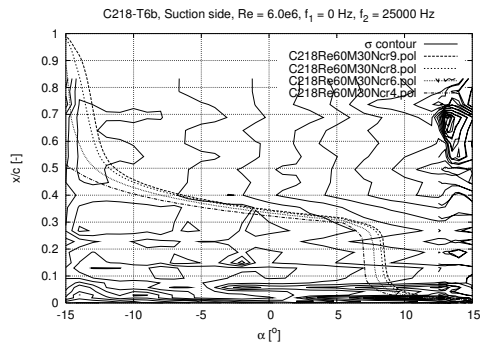 C218-T6b, Suction side, Re = 6.0e6, f₁ = 0 Hz, f₂ = 25000 Hz
σ contour
C218Re60M30Ncr9.pol
C218Re60M30Ncr8.pol
C218Re60M30Ncr6.pol
C218Re60M30Ncr4.pol
x/c [-]
1
0.9
0.8
0.7
0.6
0.5
0.4
0.3
0.2
0.1
0
-15
-10
-5
0
5
10
15
α [°]